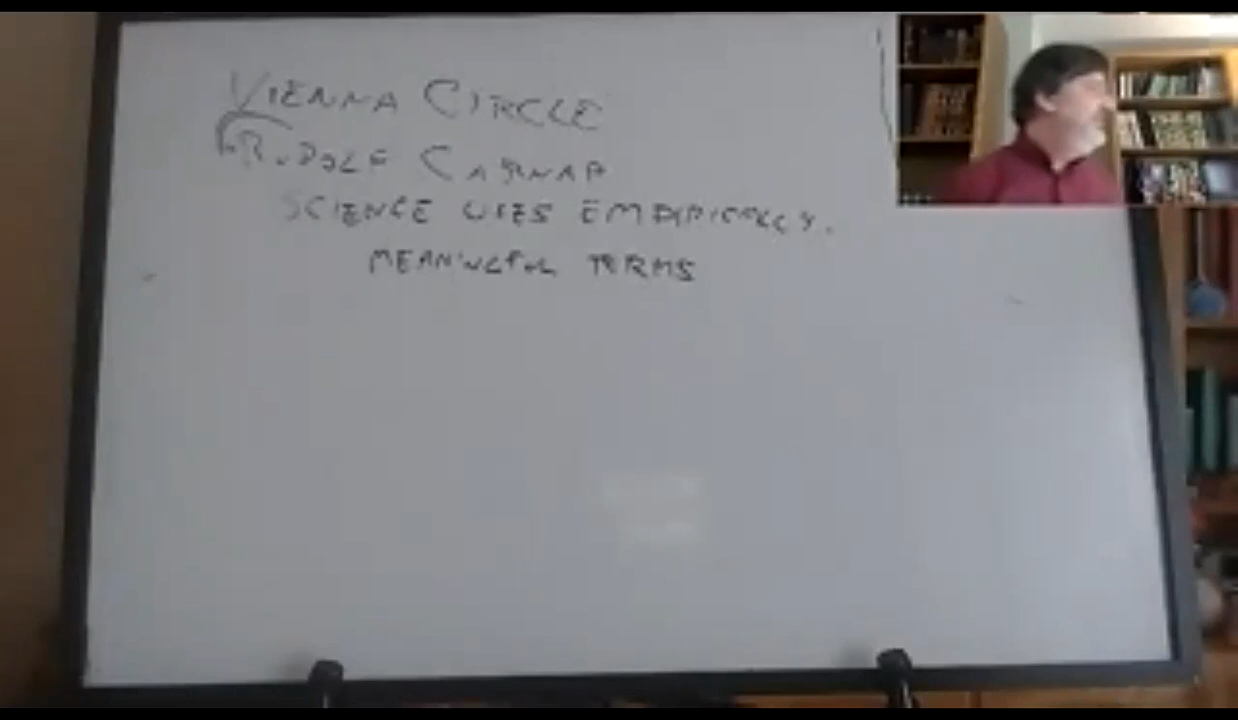 VIENNA CIRCLE
RUDOLF CARNAP
SCIENCE USES EMPIRICALLY
MEANINGFUL TERMS